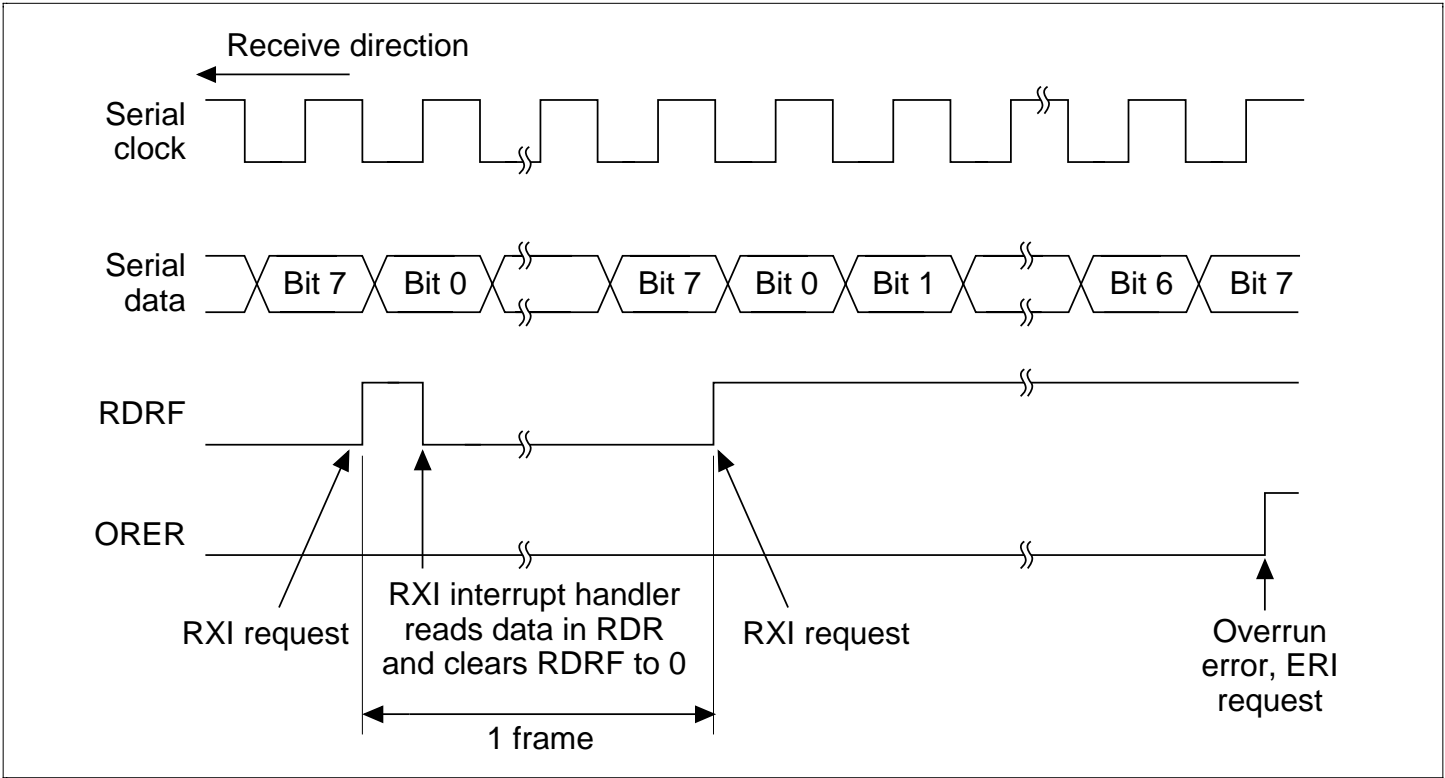 Receive direction
Serial
clock
Serial
data
Bit 7 Bit 0 Bit 7 Bit 0 Bit 1 Bit 6 Bit 7
RDRF
ORER
RXI request
RXI interrupt handler
reads data in RDR
and clears RDRF to 0
RXI request
Overrun
error, ERI
request
1 frame